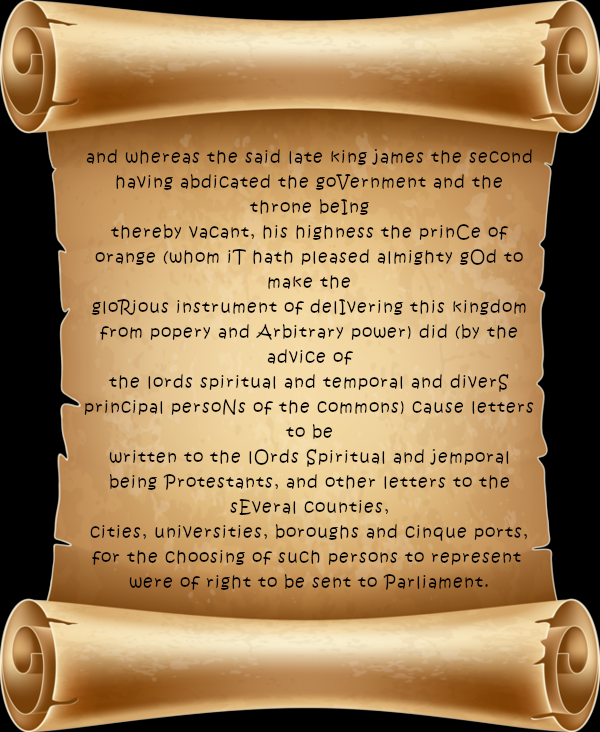 and whereas the said late king james the second
having abdicated the goVernment and the
throne beIng
thereby vacant, his highness the prinCe of
orange (whom iT hath pleased almighty gOd to
make the
gloRious instrument of delIvering this kingdom
from popery and Arbitrary power) did (by the
advice of
the lords spiritual and temporal and diverS
principal persoNs of the commons) cause letters
to be
written to the lOrds Spiritual and jemporal
being Protestants, and other letters to the
sEveral counties,
cities, universities, boroughs and cinque ports,
for the choosing of such persons to represent
were of right to be sent to Parliament.